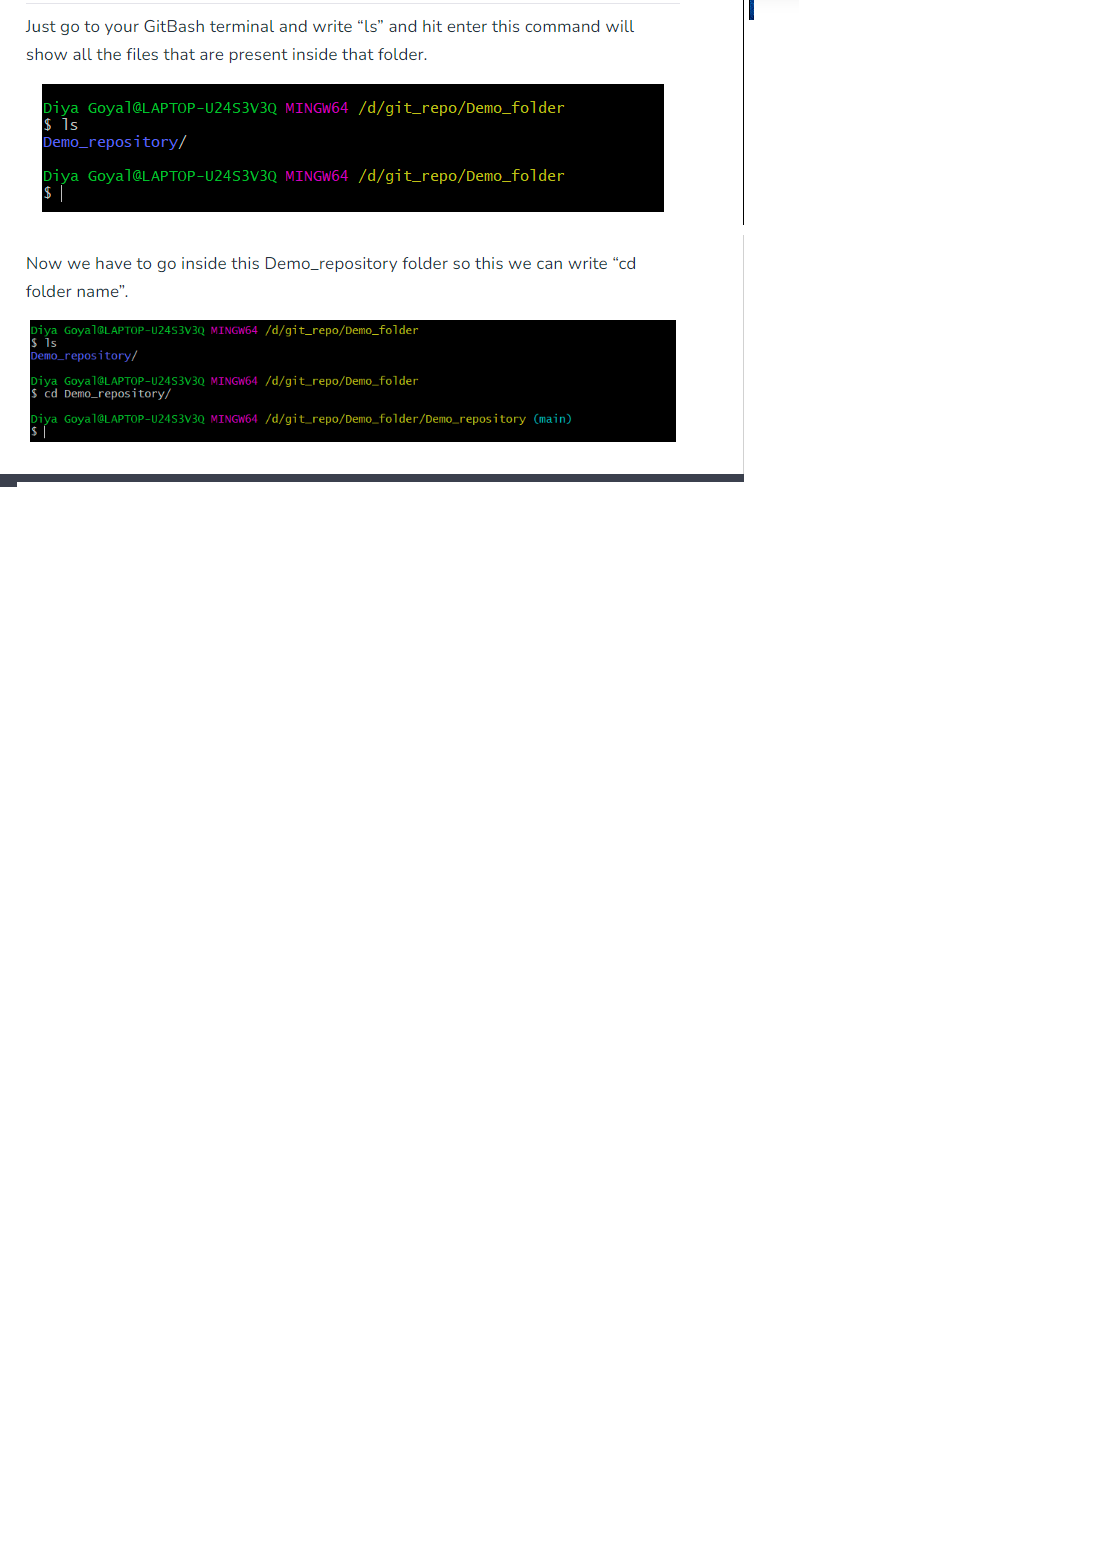 Just go to your GitBash terminal and write “ls” and hit enter this command will
show all the files that are present inside that folder.
Diya Goyal@LAPTOP-U24S3V3Q MINGW64 /d/git_repo/Demo_folder
$ ls
Demo_repository/
Diya Goyal@LAPTOP-U24S3V3Q MINGW64 /d/git_repo/Demo_folder
$
Now we have to go inside this Demo_repository folder so this we can write “cd
folder name”.
Diya Goyal@LAPTOP-U24S3V3Q MINGW64 /d/git_repo/Demo_folder
$ ls
Demo_repository/
Diya Goyal@LAPTOP-U24S3V3Q MINGW64 /d/git_repo/Demo_folder
$ cd Demo_repository/
Diya Goyal@LAPTOP-U24S3V3Q MINGW64 /d/git_repo/Demo_folder/Demo_repository (main)
$